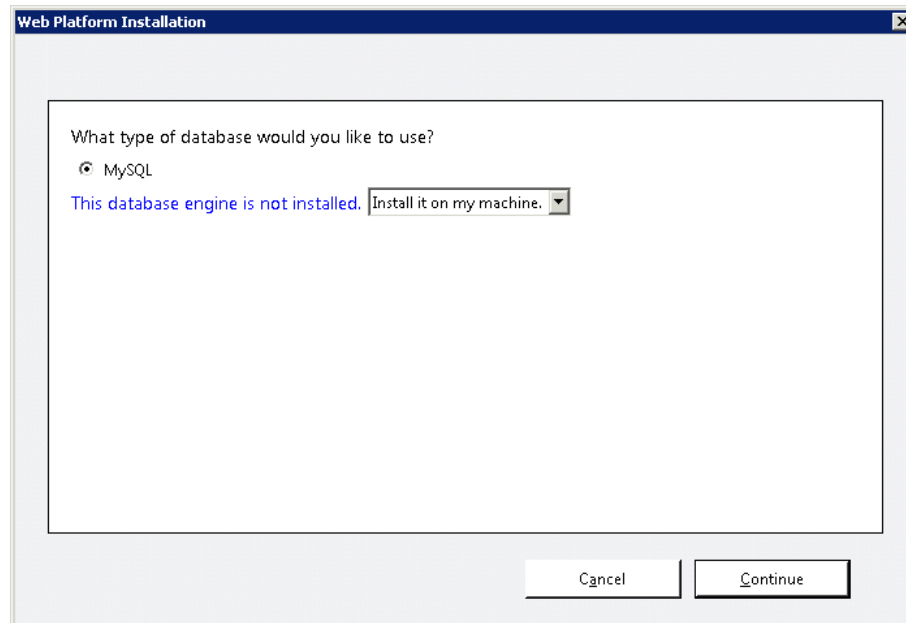 Web Platform Installation
What type of database would you like to use?
MySQL
This database engine is not installed. Install it on my machine.
Cancel Continue